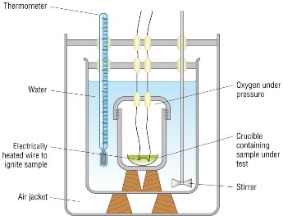 Thermometer
Water
Electrically
heated wire to
ignite sample
Air jacket
Oxygen under
pressure
Crucible
containing
sample under
test
Stirrer